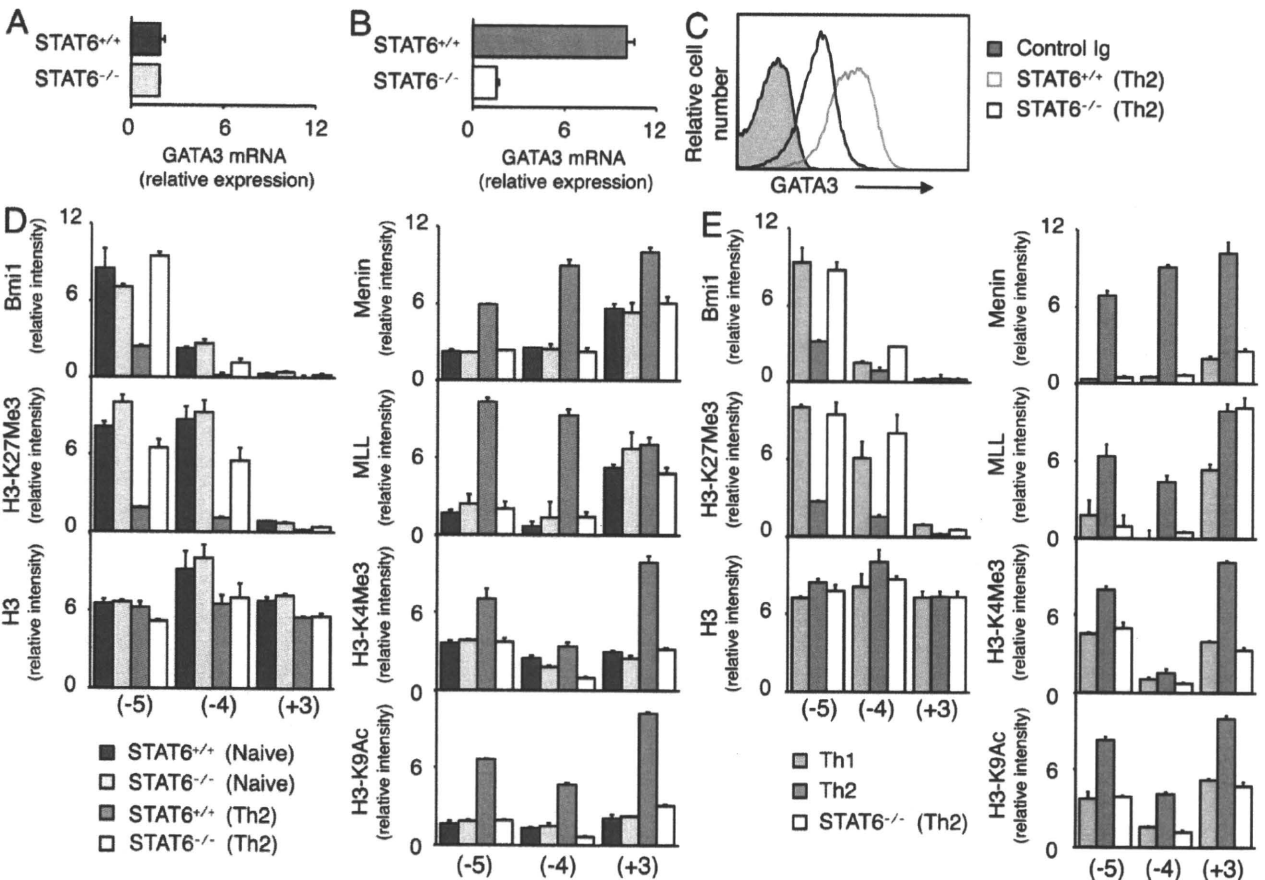 A
STAT6+/+
STAT6-/-
0 6 12
GATA3 mRNA
(relative expression)
B
STAT6+/+
STAT6-/-
0 6 12
GATA3 mRNA
(relative expression)
C
Relative cell
number
GATA3
Control Ig
STAT6+/+ (Th2)
STAT6-/- (Th2)
D
Bmi1
(relative intensity)
12
6
0
H3-K27Me3
(relative intensity)
6
0
H3
(relative intensity)
6
0
(-5) (-4) (+3)
STAT6+/+ (Naive)
STAT6-/- (Naive)
STAT6+/+ (Th2)
STAT6-/- (Th2)
Menin
(relative intensity)
12
6
0
MLL
(relative intensity)
6
0
H3-K4Me3
(relative intensity)
6
0
H3-K9Ac
(relative intensity)
6
0
(-5) (-4) (+3)
E
Bmi1
(relative intensity)
12
6
0
H3-K27Me3
(relative intensity)
6
0
H3
(relative intensity)
6
0
(-5) (-4) (+3)
Th1
Th2
STAT6-/- (Th2)
Menin
(relative intensity)
12
6
0
MLL
(relative intensity)
6
0
H3-K4Me3
(relative intensity)
6
0
H3-K9Ac
(relative intensity)
6
0
(-5) (-4) (+3)